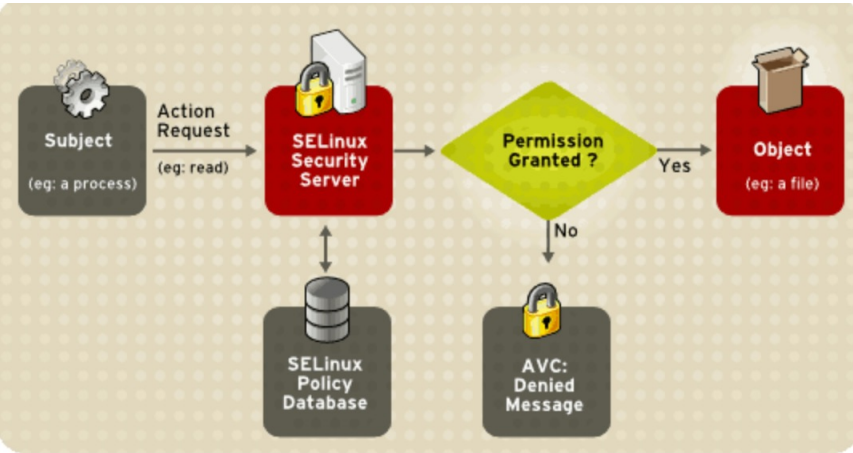 Subject
(eg: a process)
Action
Request
(eg: read)
SELinux
Security
Server
Permission
Granted ?
Yes
Object
(eg: a file)
No
SELinux
Policy
Database
AVC:
Denied
Message